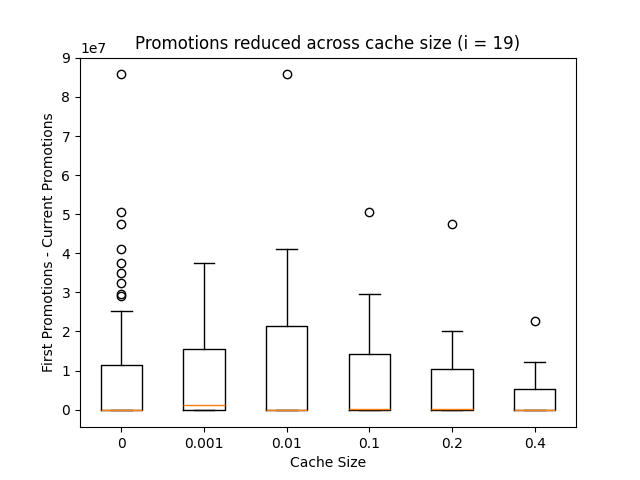 Promotions reduced across cache size (i = 19)
1e7
9
8
7
6
5
4
3
2
1
0
First Promotions - Current Promotions
0 0.001 0.01 0.1 0.2 0.4
Cache Size